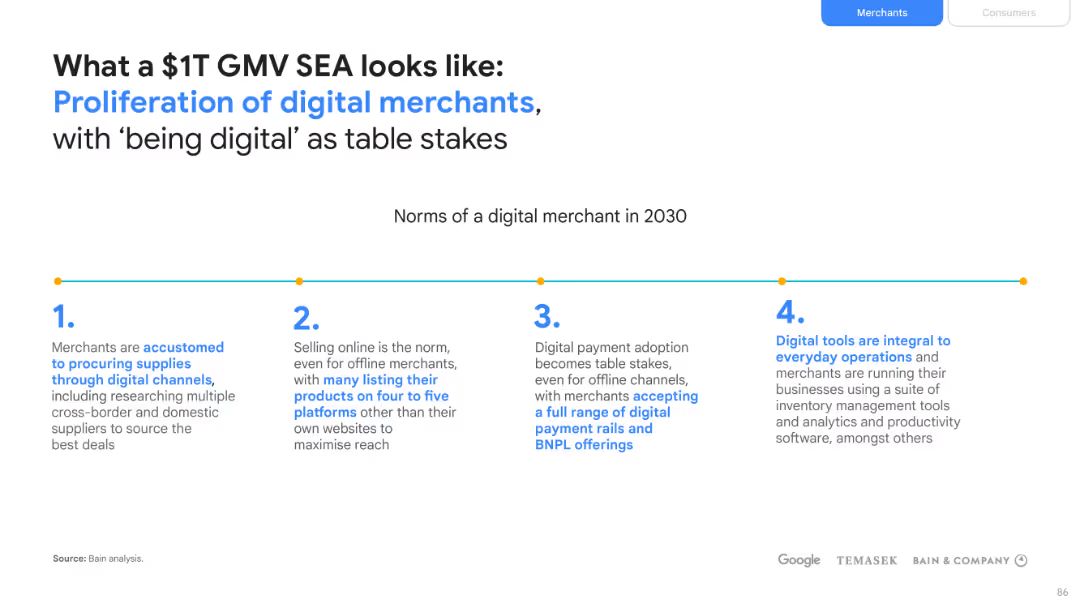 Merchants
Consumers
What a $1T GMV SEA looks like:
Proliferation of digital merchants,
with ‘being digital’ as table stakes
Norms of a digital merchant in 2030
1.
Merchants are accustomed
to procuring supplies
through digital channels,
including researching multiple
cross-border and domestic
suppliers to source the
best deals
2.
Selling online is the norm,
even for offline merchants,
with many listing their
products on four to five
platforms other than their
own websites to
maximise reach
3.
Digital payment adoption
becomes table stakes,
even for offline channels,
with merchants accepting
a full range of digital
payment rails and
BNPL offerings
4.
Digital tools are integral to
everyday operations and
merchants are running their
businesses using a suite of
inventory management tools
and analytics and productivity
software, amongst others
Source: Bain analysis.
Google TEMASEK BAIN & COMPANY
86